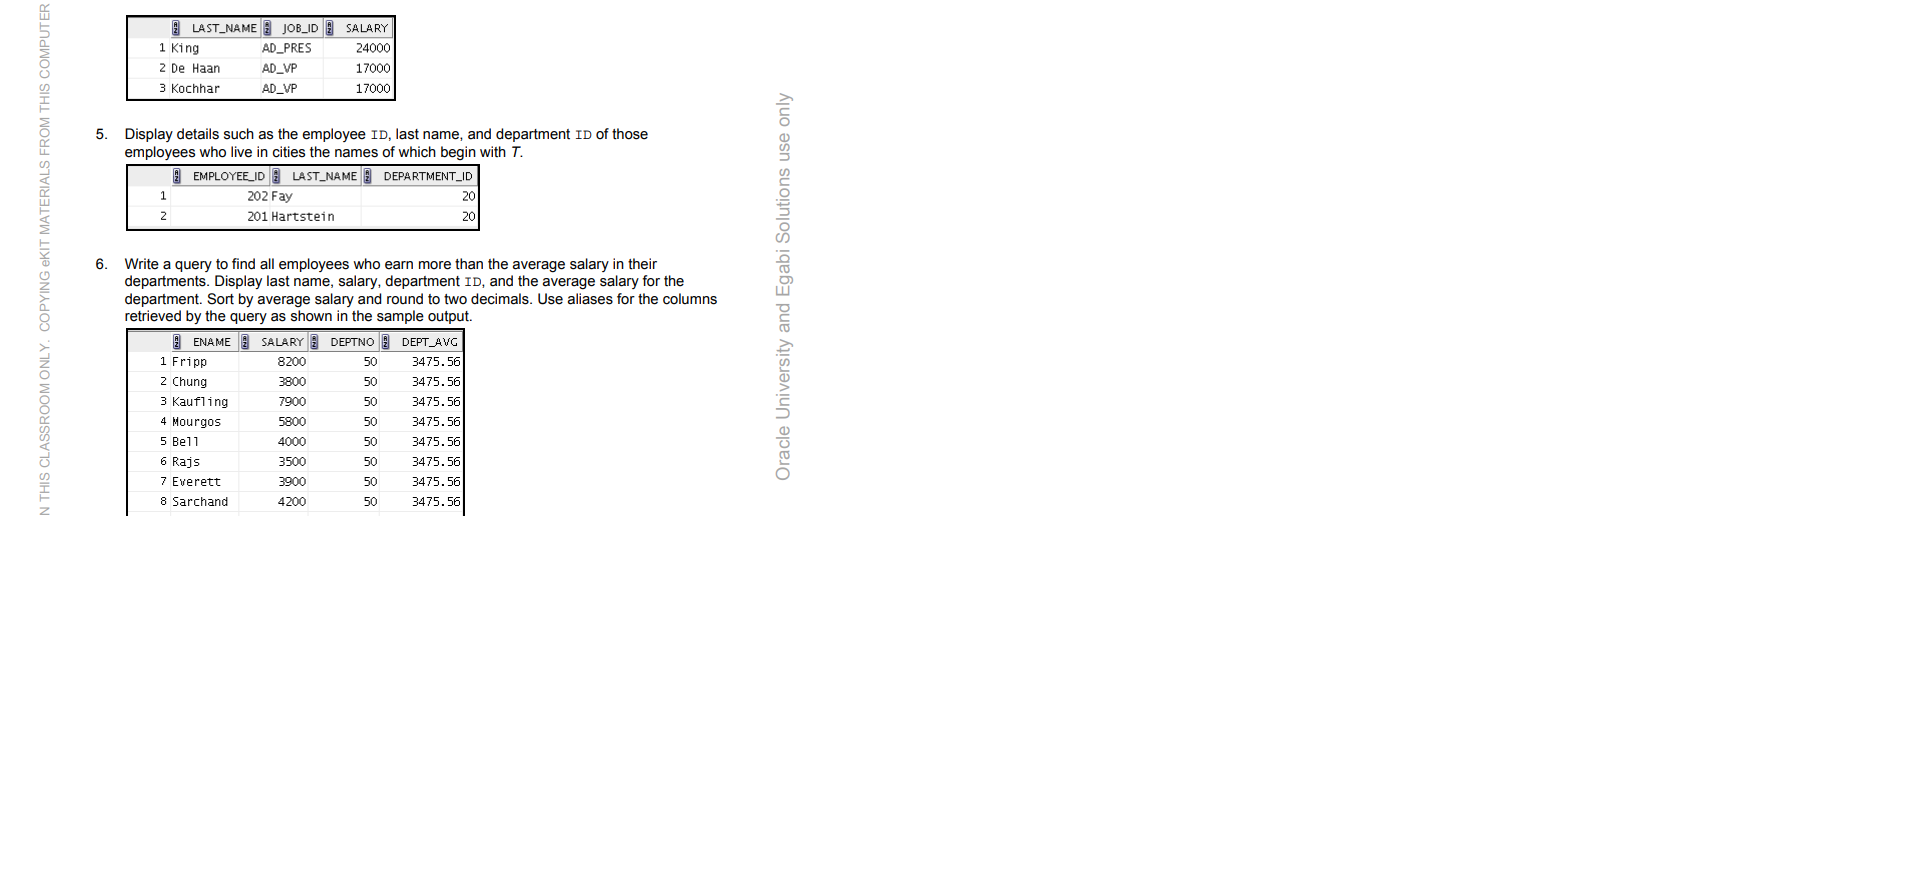 LAST_NAME JOB_ID SALARY
1 King AD_PRES 24000
2 De Haan AD_VP 17000
3 Kochhar AD_VP 17000
5. Display details such as the employee ID, last name, and department ID of those
employees who live in cities the names of which begin with T.
EMPLOYEE_ID LAST_NAME DEPARTMENT_ID
1 202 Fay 20
2 201 Hartstein 20
6. Write a query to find all employees who earn more than the average salary in their
departments. Display last name, salary, department ID, and the average salary for the
department. Sort by average salary and round to two decimals. Use aliases for the columns
retrieved by the query as shown in the sample output.
ENAME SALARY DEPTNO DEPT_AVG
1 Fripp 8200 50 3475.56
2 Chung 3800 50 3475.56
3 Kaufling 7900 50 3475.56
4 Mourgos 5800 50 3475.56
5 Bell 4000 50 3475.56
6 Rajs 3500 50 3475.56
7 Everett 3900 50 3475.56
8 Sarchand 4200 50 3475.56
N THIS CLASSROOM ONLY. COPYING eKIT MATERIALS FROM THIS COMPUTER
Oracle University and Egabi Solutions use only